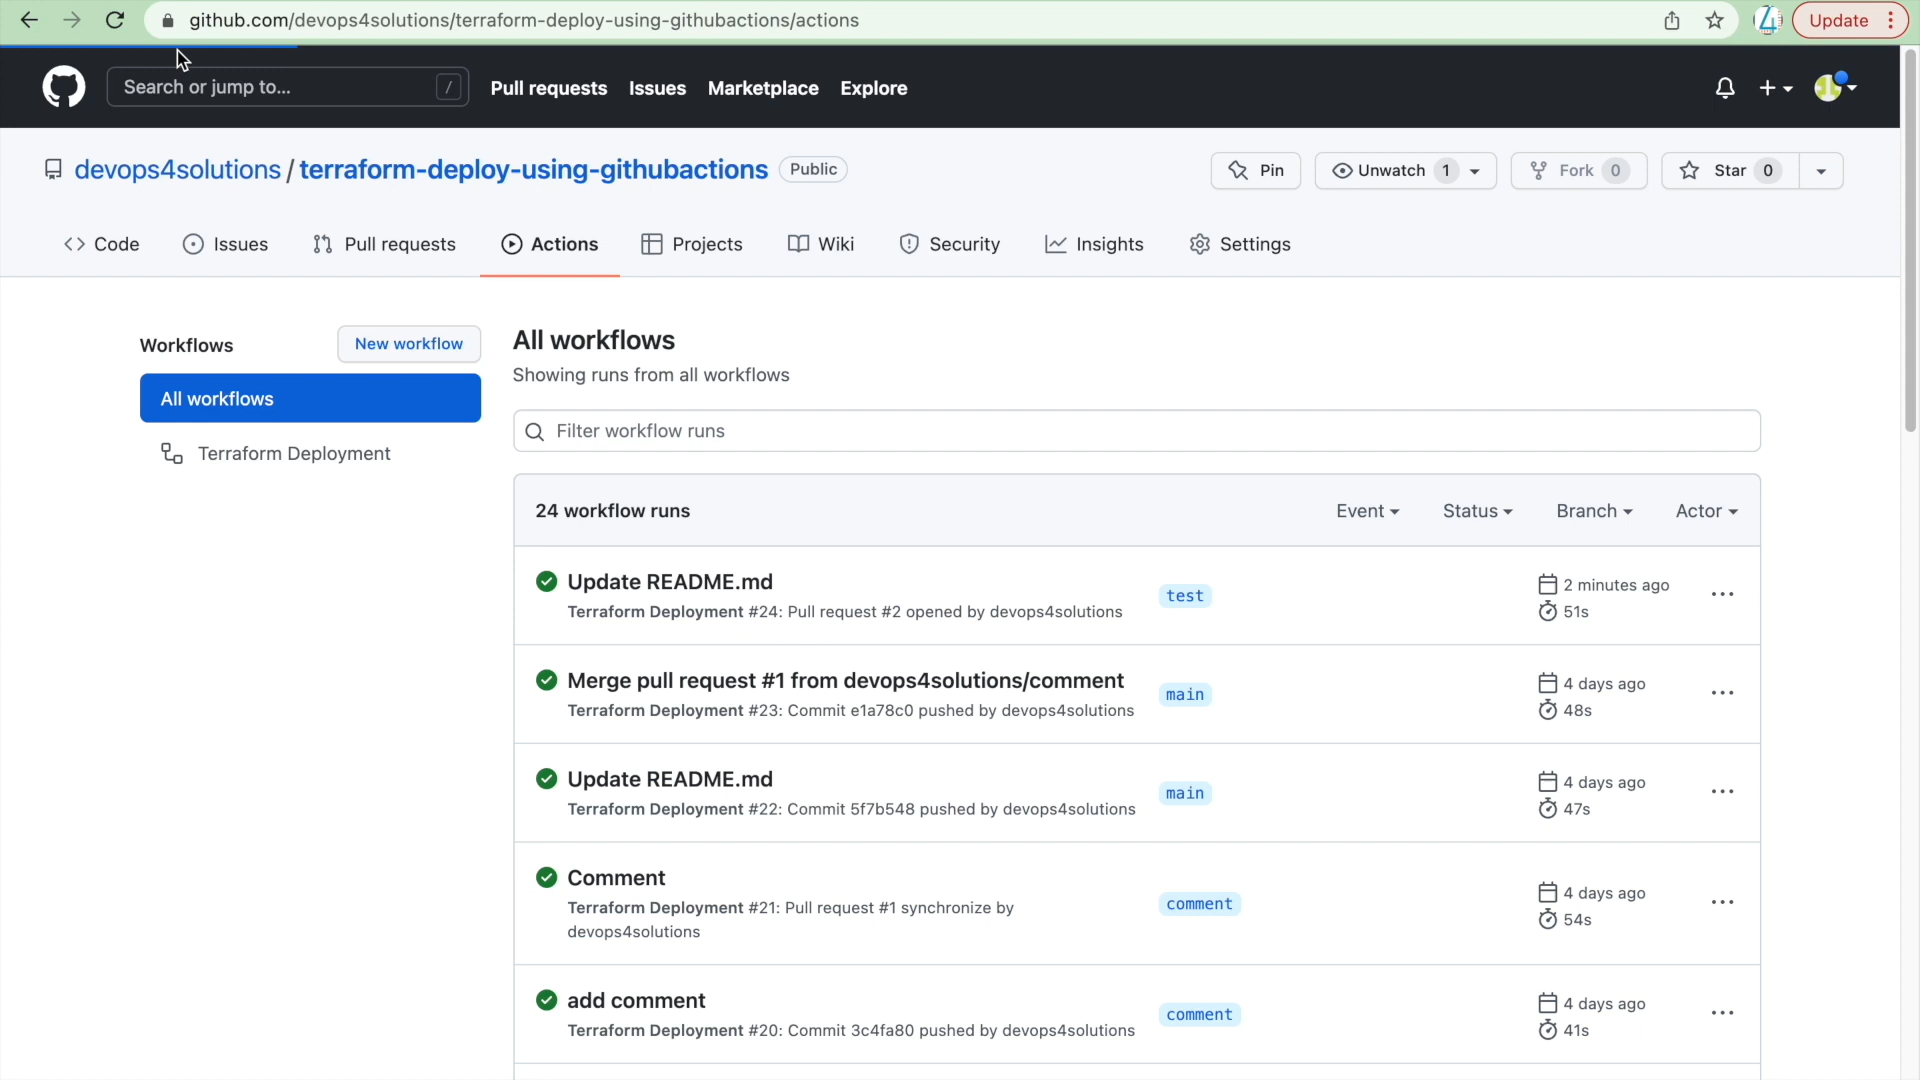 github.com/devops4solutions/terraform-deploy-using-githubactions/actions
Update
Search or jump to... /
Pull requests Issues Marketplace Explore
devops4solutions / terraform-deploy-using-githubactions Public
Pin Unwatch 1 Fork 0 Star 0
Code Issues Pull requests Actions Projects Wiki Security Insights Settings
Workflows New workflow
All workflows
Terraform Deployment
All workflows
Showing runs from all workflows
Filter workflow runs
24 workflow runs Event Status Branch Actor
Update README.md
Terraform Deployment #24: Pull request #2 opened by devops4solutions
test
2 minutes ago
51s
Merge pull request #1 from devops4solutions/comment
Terraform Deployment #23: Commit e1a78c0 pushed by devops4solutions
main
4 days ago
48s
Update README.md
Terraform Deployment #22: Commit 5f7b548 pushed by devops4solutions
main
4 days ago
47s
Comment
Terraform Deployment #21: Pull request #1 synchronize by
devops4solutions
comment
4 days ago
54s
add comment
Terraform Deployment #20: Commit 3c4fa80 pushed by devops4solutions
comment
4 days ago
41s